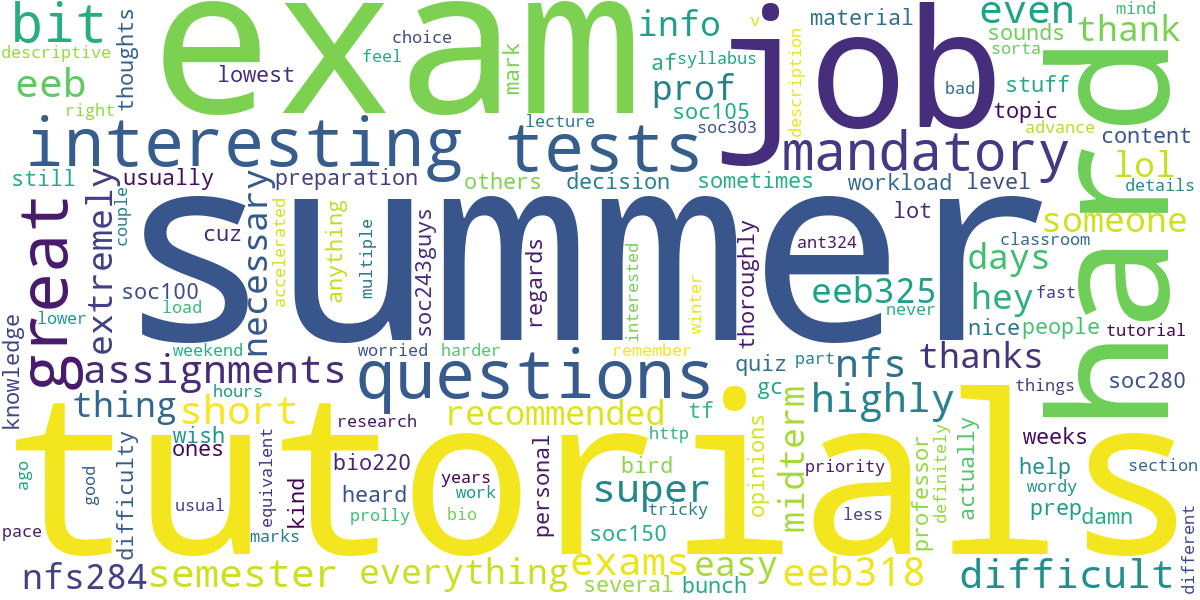 bit
exam
job
info
material
even
mind
sounds
thank
descriptive
thoughts
choice
feel
mark
v
sorta
eeb
lowest
af
syllabus
prof
description
bad
stuff
right
soc105
topic
hard
lecture
soc303
advance
content
interesting
tests
mandatory
lol
still
usually
preparation
others
decision
sometimes
workload
level
details
great
extremely
couple
necessary
summer
lot
someone
cuz
accelerated
anything
multiple
soc243guys
regards
interested
winter
thoroughly
ant324
classroom
days
soc100
load
eeb325
never
hey
fast
lower
nice
people
tutorial
knowledge
weekend
worried
harder
remember
assignments
questions
quiz
part
nfs
thanks
hours
gc
things
soc280
thing
short
recommended
tf
highly
research
wish
ones
http
midterm
opinions
weeks
tutorials
difficulty
equivalent
kind
bio220
years
personal
bird
priority
professor
definitely
actually
help
section
ago
good
usual
heard
work
super
wordy
prep
pace
marks
prolly
bio
tricky
soc150
less
damn
different
nfs284
semester
everything
exams
several
easy
bunch
eeb318
difficult